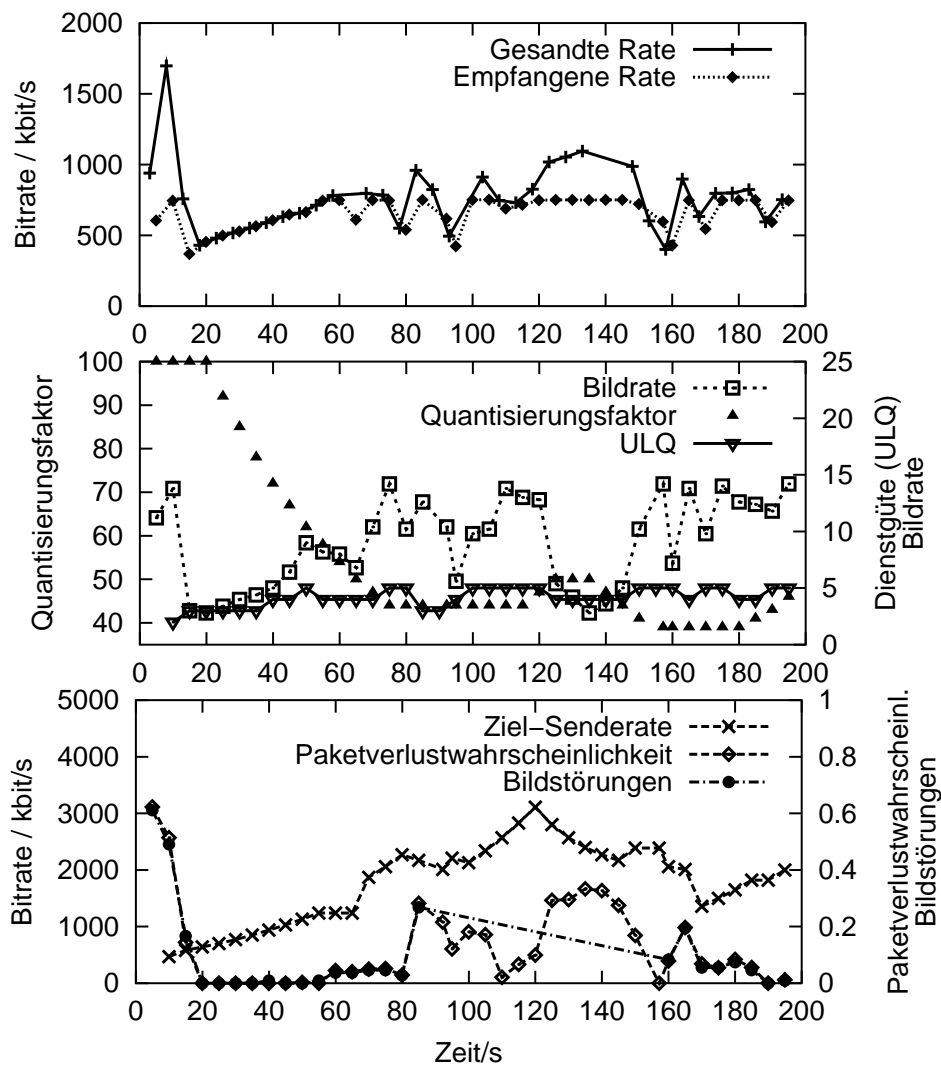 2000
1500
1000
500
0
Bitrate / kbit/s
Gesandte Rate
Empfangene Rate
0 20 40 60 80 100 120 140 160 180 200
100
90
80
70
60
50
40
Quantisierungsfaktor
Bildrate
Quantisierungsfaktor
ULQ
25
20
15
10
5
0
Dienstgüte (ULQ)
Bildrate
0 20 40 60 80 100 120 140 160 180 200
5000
4000
3000
2000
1000
0
Bitrate / kbit/s
Ziel−Senderate
Paketverlustwahrscheinlichkeit
Bildstörungen
1
0.8
0.6
0.4
0.2
0
Paketverlustwahrscheinl.
Bildstörungen
0 20 40 60 80 100 120 140 160 180 200
Zeit/s